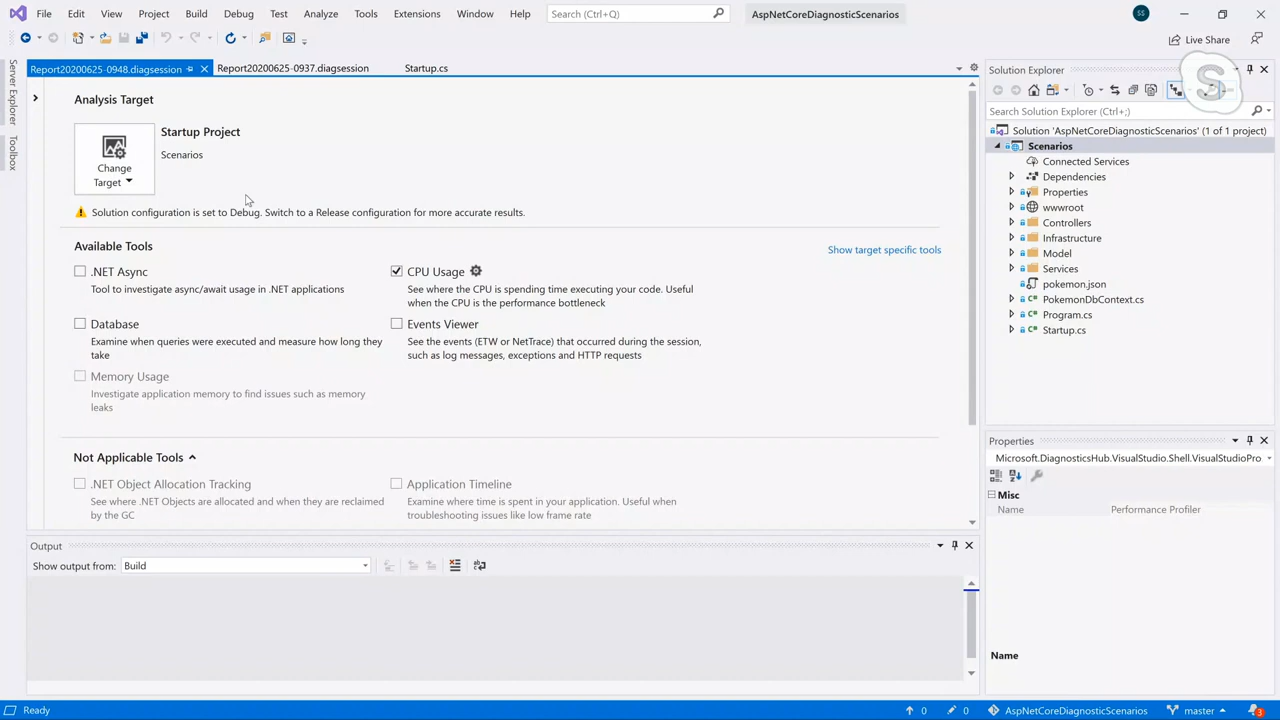 File Edit View Project Build Debug Test Analyze Tools Extensions Window Help Search (Ctrl+Q) AspNetCoreDiagnosticScenarios SS
Live Share
Server Explorer
Toolbox
Report20200625-0948.diagsession Report20200625-0937.diagsession Startup.cs
Analysis Target
Change
Target
Startup Project
Scenarios
Solution configuration is set to Debug. Switch to a Release configuration for more accurate results.
Available Tools
Show target specific tools
.NET Async
Tool to investigate async/await usage in .NET applications
CPU Usage
See where the CPU is spending time executing your code. Useful
when the CPU is the performance bottleneck
Database
Examine when queries were executed and measure how long they
take
Events Viewer
See the events (ETW or NetTrace) that occurred during the session,
such as log messages, exceptions and HTTP requests
Memory Usage
Investigate application memory to find issues such as memory
leaks
Not Applicable Tools
.NET Object Allocation Tracking
See where .NET Objects are allocated and when they are reclaimed
by the GC
Application Timeline
Examine where time is spent in your application. Useful when
troubleshooting issues like low frame rate
Output
Show output from: Build
Solution Explorer
S
Search Solution Explorer (Ctrl+;)
Solution 'AspNetCoreDiagnosticScenarios' (1 of 1 project)
Scenarios
Connected Services
Dependencies
Properties
wwwroot
Controllers
Infrastructure
Model
Services
pokemon.json
C# PokemonDbContext.cs
C# Program.cs
C# Startup.cs
Properties
Microsoft.DiagnosticsHub.VisualStudio.Shell.VisualStudioPro
Misc
Name Performance Profiler
Name
Ready 0 0 AspNetCoreDiagnosticScenarios master 3